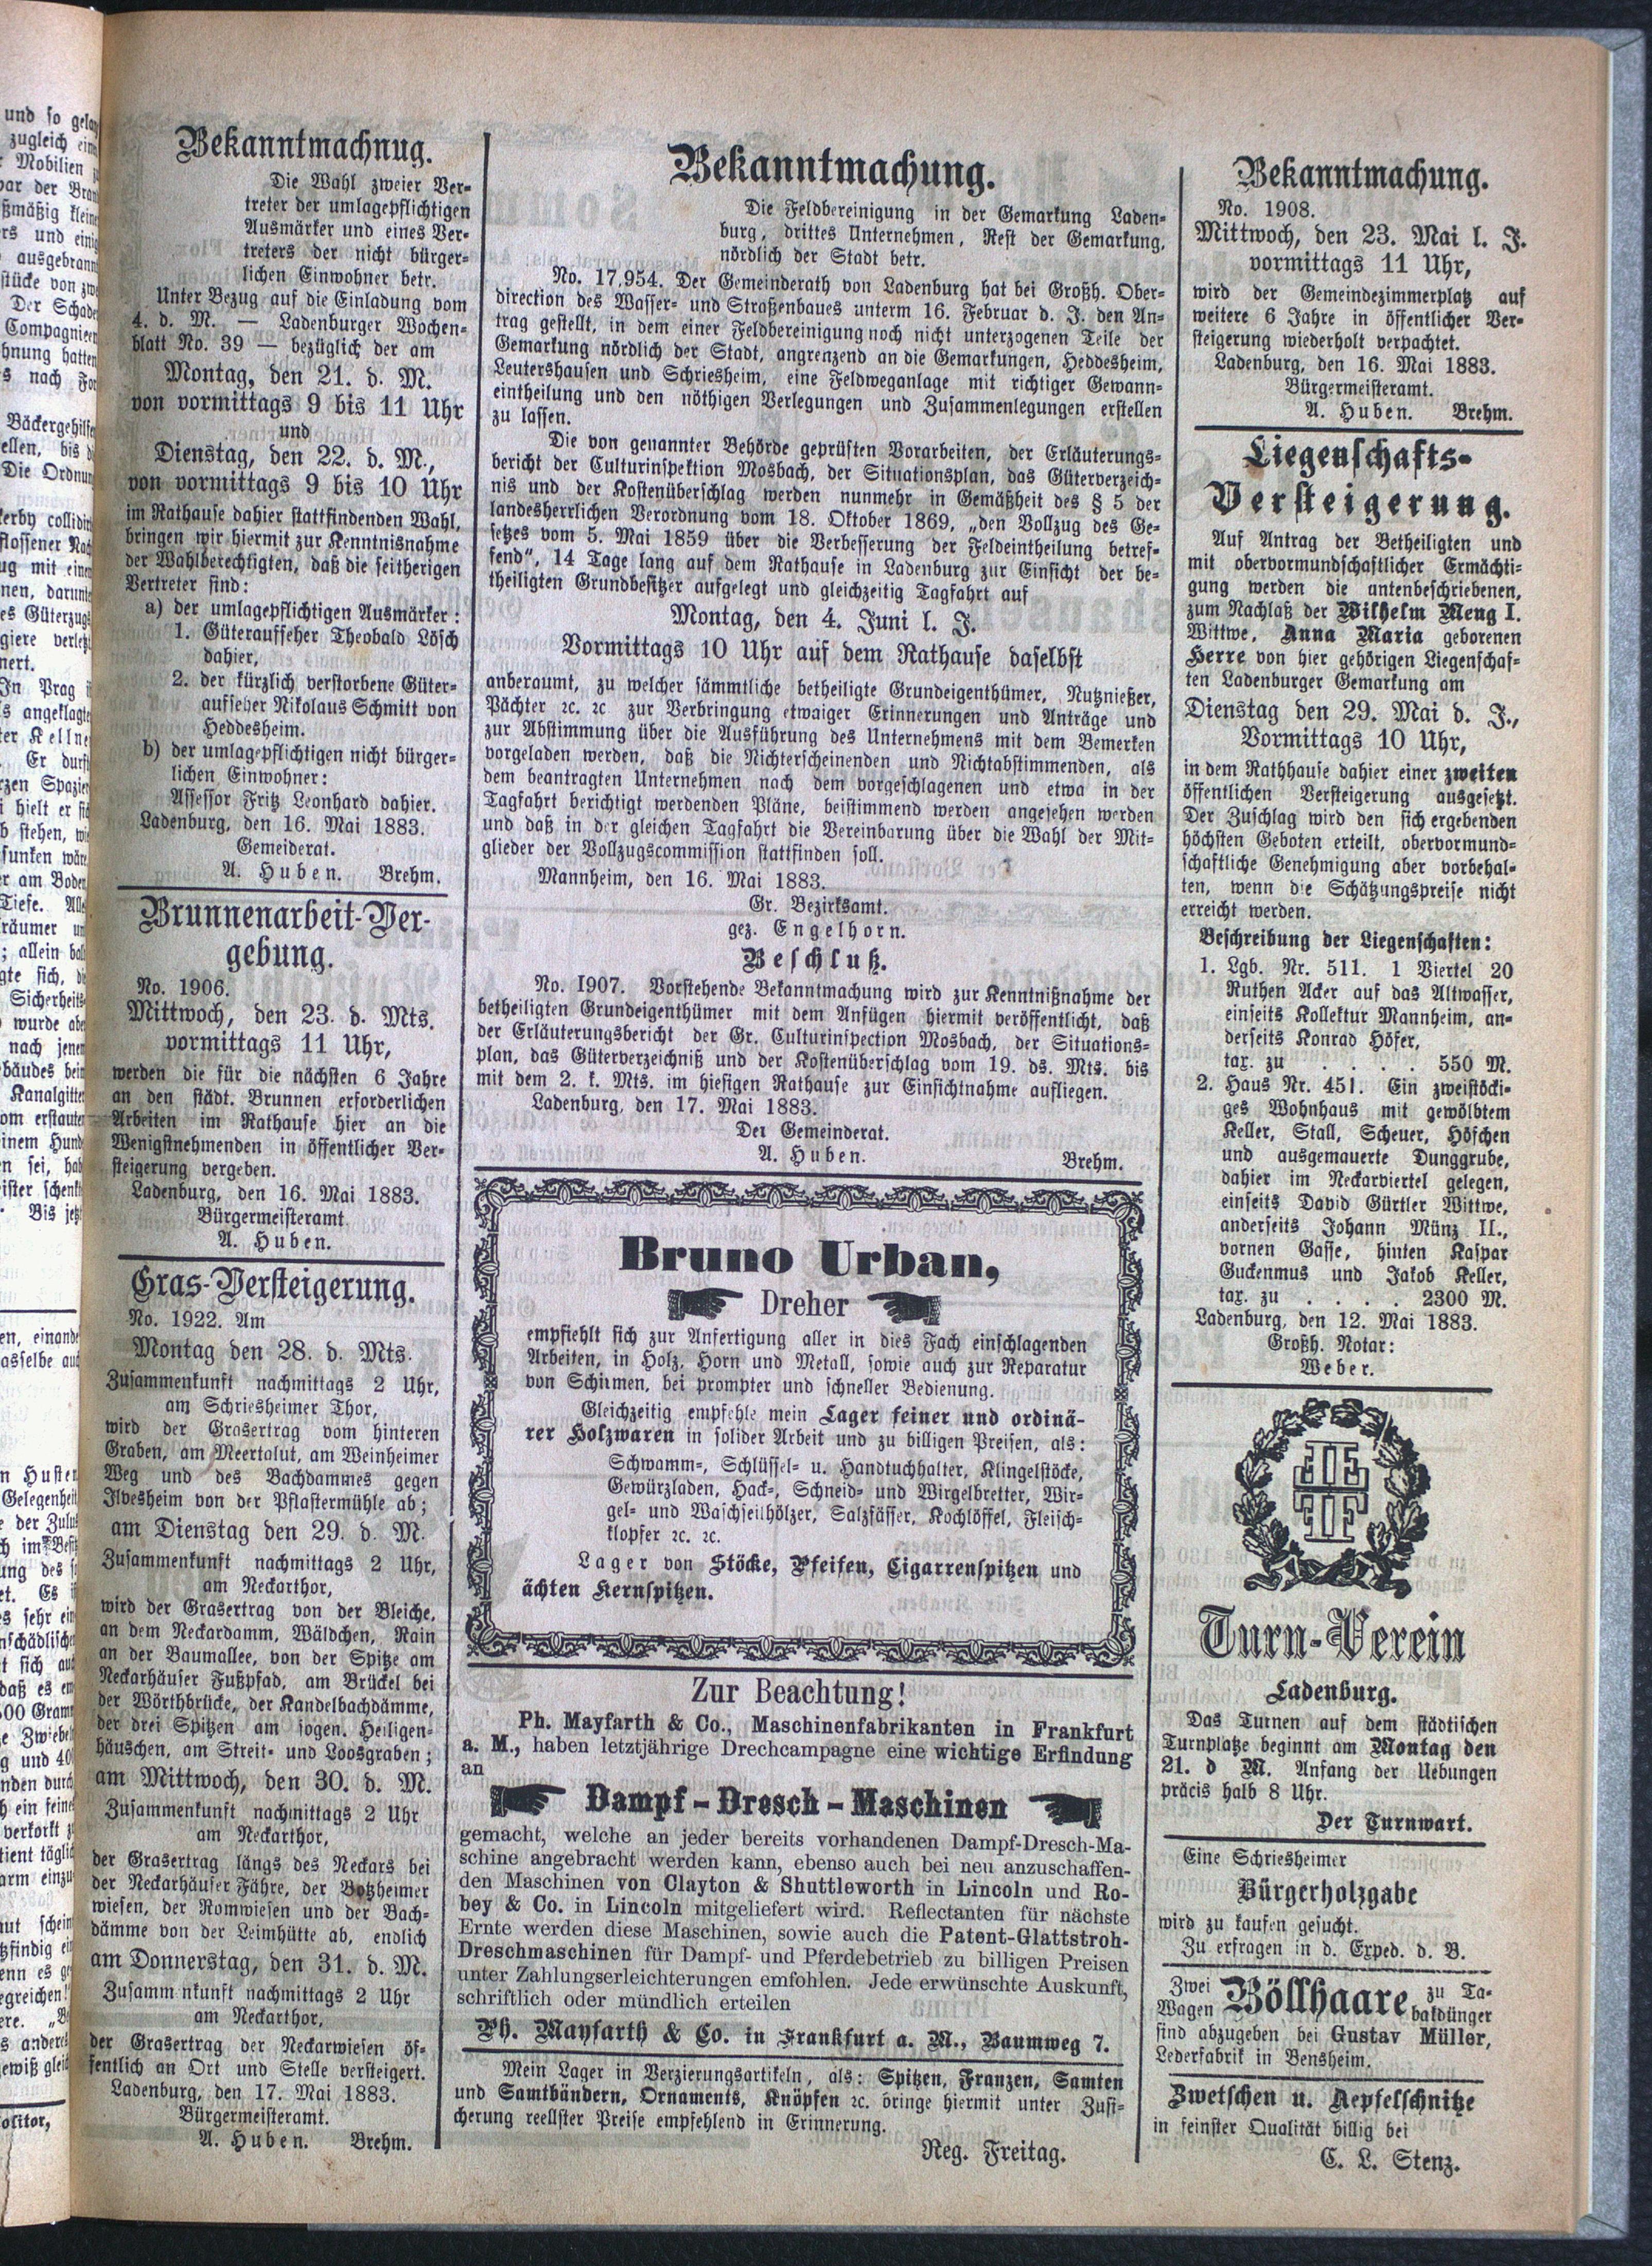 Bekanntmachnug.
Die Wahl zweier Ver-
treter der umlagepflichtigen
Ausmärker und eines Ver-
treters der nicht bürger-
lichen Einwohner betr.
Unter Bezug auf die Einladung vom
4. d. M. — Ladenburger Wochen-
blatt No. 39 — bezüglich der am
Montag, den 21. d. M.
von vormittags 9 bis 11 Uhr
und
Dienstag, den 22. d. M.,
von vormittags 9 bis 10 Uhr
im Rathause dahier stattfindenden Wahl,
bringen wir hiermit zur Kenntnisnahme
der Wahlberechtigten, daß die seitherigen
Vertreter sind:
a) der umlagepflichtigen Ausmärker:
1. Güteraufseher Theobald Lösch
dahier,
2. der kürzlich verstorbene Güter-
aufseher Nikolaus Schmitt von
Heddesheim.
b) der umlagepflichtigen nicht bürger-
lichen Einwohner:
Assessor Fritz Leonhard dahier.
Ladenburg, den 16. Mai 1883.
Gemeiderat.
A. Huben. Brehm.
Brunnenarbeit-Ver-
gebung.
No. 1906.
Mittwoch, den 23. d. Mts.
vormittags 11 Uhr,
werden die für die nächsten 6 Jahre
an den städt. Brunnen erforderlichen
Arbeiten im Rathause hier an die
Wenigstnehmenden in öffentlicher Ver-
steigerung vergeben.
Ladenburg, den 16. Mai 1883.
Bürgermeisteramt
A. Huben.
Gras-Versteigerung.
No. 1922. Am
Montag den 28. d. Mts.
Zusammenkunft nachmittags 2 Uhr,
am Schriesheimer Thor,
wird der Grasertrag vom hinteren
Graben, am Meertalut, am Weinheimer
Weg und des Bachdammes gegen
Ilvesheim von der Pflastermühle ab;
am Dienstag den 29. d. M.
Zusammenkunft nachmittags 2 Uhr,
am Neckarthor,
wird der Grasertrag von der Bleiche,
an dem Neckardamm, Wäldchen, Rain
an der Baumallee, von der Spitze am
Neckarhäuser Fußpfad, am Brückel bei
der Wörthbrücke, der Kandelbachdämme,
der drei Spitzen am sogen. Heiligen-
häuschen, am Streit- und Loosgraben;
am Mittwoch, den 30. d. M.
Zusammenkunft nachmittags 2 Uhr
am Neckarthor,
der Grasertrag längs des Neckars bei
der Neckarhäuser Fähre, der Botzheimer
wiesen, der Romwiesen und der Bach-
dämme von der Leimhütte ab, endlich
am Donnerstag, den 31. d. M.
Zusamm nkunft nachmittags 2 Uhr
am Neckarthor,
der Grasertrag der Neckarwiesen öf-
fentlich an Ort und Stelle versteigert.
Ladenburg, den 17. Mai 1883.
Bürgermeisteramt.
A. Huben. Brehm.
Bekanntmachung.
Die Feldbereinigung in der Gemarkung Laden-
burg, drittes Unternehmen, Rest der Gemarkung,
nördlich der Stadt betr.
No. 17,954. Der Gemeinderath von Ladenburg hat bei Großh. Ober-
direction des Wasser- und Straßenbaues unterm 16. Februar d. J. den An-
trag gestellt, in dem einer Feldbereinigung noch nicht unterzogenen Teile der
Gemarkung nördlich der Stadt, angrenzend an die Gemarkungen, Heddesheim,
Leutershausen und Schriesheim, eine Feldweganlage mit richtiger Gewann-
eintheilung und den nöthigen Verlegungen und Zusammenlegungen erstellen
zu lassen.
Die von genannter Behörde geprüften Vorarbeiten, der Erläuterungs-
bericht der Culturinspektion Mosbach, der Situationsplan, das Güterverzeich-
nis und der Kostenüberschlag werden nunmehr in Gemäßheit des § 5 der
landesherrlichen Verordnung vom 18. Oktober 1869, „den Vollzug des Ge-
setzes vom 5. Mai 1859 über die Verbesserung der Feldeintheilung betref-
fend“, 14 Tage lang auf dem Rathause in Ladenburg zur Einsicht der be-
theiligten Grundbesitzer aufgelegt und gleichzeitig Tagfahrt auf
Montag, den 4. Juni l. J.
Vormittags 10 Uhr auf dem Rathause daselbst
anberaumt, zu welcher sämmtliche betheiligte Grundeigenthümer, Nutznießer,
Pächter ꝛc. ꝛc zur Verbringung etwaiger Erinnerungen und Anträge und
zur Abstimmung über die Ausführung des Unternehmens mit dem Bemerken
vorgeladen werden, daß die Nichterscheinenden und Nichtabstimmenden, als
dem beantragten Unternehmen nach dem vorgeschlagenen und etwa in der
Tagfahrt berichtigt werdenden Pläne, beistimmend werden angesehen werden
und daß in der gleichen Tagfahrt die Vereinbarung über die Wahl der Mit-
glieder der Vollzugscommission stattfinden soll.
Mannheim, den 16. Mai 1883.
Gr. Bezirksamt.
gez. Engelhorn.
Beschluß.
No. 1907. Vorstehende Bekanntmachung wird zur Kenntnißnahme der
betheiligten Grundeigenthümer mit dem Anfügen hiermit veröffentlicht, daß
der Erläuterungsbericht der Gr. Culturinspection Mosbach, der Situations-
plan, das Güterverzeichniß und der Kostenüberschlag vom 19. ds. Mts. bis
mit dem 2. k. Mts. im hiesigen Rathause zur Einsichtnahme aufliegen.
Ladenburg, den 17. Mai 1883.
Der Gemeinderat.
A. Huben. Brehm.
Bruno Urban,
Dreher
empfiehlt sich zur Anfertigung aller in dies Fach einschlagenden
Arbeiten, in Holz, Horn und Metall, sowie auch zur Reparatur
von Schirmen, bei prompter und schneller Bedienung.
Gleichzeitig empfehle mein Lager feiner und ordinä-
rer Holzwaren in solider Arbeit und zu billigen Preisen, als:
Schwamm-, Schlüssel- u. Handtuchhalter, Klingelstöcke,
Gewürzladen, Hack-, Schneid- und Wirgelbretter, Wir-
gel- und Waschseilhölzer, Salzfässer, Kochlöffel, Fleisch-
klopfer ꝛc. ꝛc.
Lager von Stöcke, Pfeifen, Cigarrenspitzen und
ächten Kernspitzen.
Zur Beachtung!
Ph. Mayfarth & Co., Maschinenfabrikanten in Frankfurt
a. M., haben letztjährige Drechcampagne eine wichtige Erfindung
an
Dampf-Dresch-Maschinen
gemacht, welche an jeder bereits vorhandenen Dampf-Dresch-Ma-
schine angebracht werden kann, ebenso auch bei neu anzuschaffen-
den Maschinen von Clayton & Shuttleworth in Lincoln und Ro-
bey & Co. in Lincoln mitgeliefert wird. Reflectanten für nächste
Ernte werden diese Maschinen, sowie auch die Patent-Glattstroh-
Dreschmaschinen für Dampf- und Pferdebetrieb zu billigen Preisen
unter Zahlungserleichterungen emfohlen. Jede erwünschte Auskunft,
schriftlich oder mündlich erteilen
Ph. Mayfarth & Co. in Frankfurt a. M., Baumweg 7.
Mein Lager in Verzierungsartikeln, als: Spitzen, Franzen, Samten
und Samtbändern, Ornaments, Knöpfen ꝛc. bringe hiermit unter Zusi-
cherung reellster Preise empfehlend in Erinnerung.
Reg. Freitag.
Bekanntmachung.
No. 1908.
Mittwoch, den 23. Mai l. J.
vormittags 11 Uhr,
wird der Gemeindezimmerplatz auf
weitere 6 Jahre in öffentlicher Ver-
steigerung wiederholt verpachtet.
Ladenburg, den 16. Mai 1883.
Bürgermeisteramt.
A. Huben. Brehm.
Liegenschafts-
Versteigerung.
Auf Antrag der Betheiligten und
mit obervormundschaftlicher Ermächti-
gung werden die antenbeschriebenen,
zum Nachlaß der Wilhelm Meng I.
Wittwe, Anna Maria geborenen
Herre von hier gehörigen Liegenschaf-
ten Ladenburger Gemarkung am
Dienstag den 29. Mai d. J.,
Vormittags 10 Uhr,
in dem Rathhause dahier einer zweiten
öffentlichen Versteigerung ausgesetzt.
Der Zuschlag wird den sich ergebenden
höchsten Geboten erteilt, obervormund-
schaftliche Genehmigung aber vorbehal-
ten, wenn die Schätzungspreise nicht
erreicht werden.
Beschreibung der Liegenschaften:
1. Lgb. Nr. 511. 1 Viertel 20
Ruthen Acker auf das Altwasser,
einseits Kollektur Mannheim, an-
derseits Konrad Höfer,
tax. zu . . . . 550 M.
2. Haus Nr. 451. Ein zweistöcki-
ges Wohnhaus mit gewölbtem
Keller, Stall, Scheuer, Höschen
und ausgemauerte Dunggrube,
dahier im Neckarviertel gelegen,
einseits David Gürtler Wittwe,
anderseits Johann Münz II.,
vornen Gasse, hinten Kaspar
Guckenmus und Jakob Keller,
tax. zu . . . . 2300 M.
Ladenburg, den 12. Mai 1883.
Großh. Notar:
Weber.
Turn-Verein
Ladenburg.
Das Turnen auf dem städtischen
Turnplatze beginnt am Montag den
21. d M. Anfang der Uebungen
präcis halb 8 Uhr.
Der Turnwart.
Eine Schriesheimer
Bürgerholzgabe
wird zu kaufen gesucht.
Zu erfragen in d. Exped. d. B.
Zwei Wagen Böllhaare zu Ta-
bakdünger
sind abzugeben bei Gustav Müller,
Lederfabrik in Bensheim.
Zwetschen u. Aepfelschnitze
in feinster Qualität billig bei
C. L. Stenz.